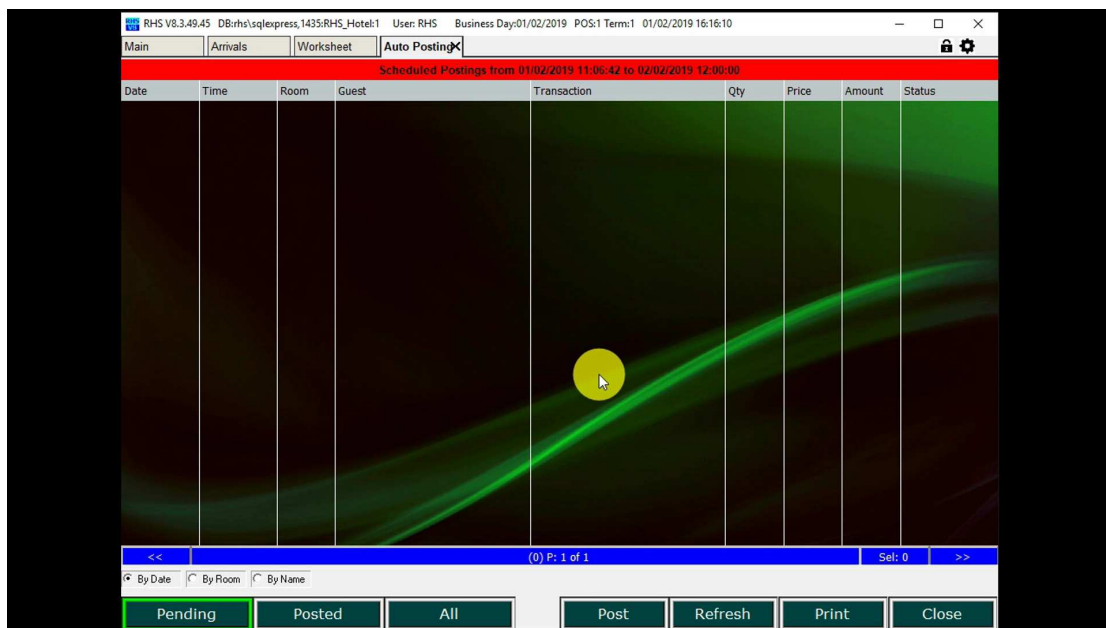 RHS VII RHS V8.3.49.45 DB:rhs\sqlexpress,1435:RHS_Hotel:1 User: RHS Business Day:01/02/2019 POS:1 Term:1 01/02/2019 16:16:10
Main Arrivals Worksheet Auto Posting
Scheduled Postings from 01/02/2019 11:06:42 to 02/02/2019 12:00:00
Date Time Room Guest Transaction Qty Price Amount Status
<< (0) P: 1 of 1 Sel: 0 >>
By Date By Room By Name
Pending Posted All Post Refresh Print Close